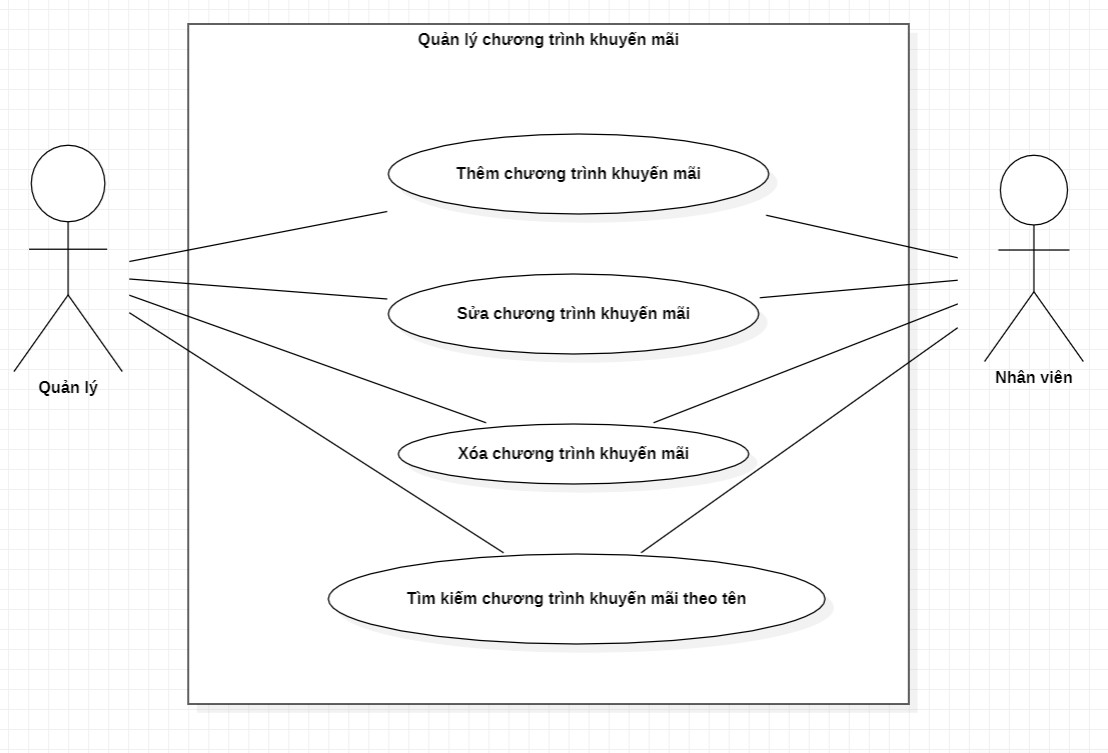 Quản lý chương trình khuyến mãi
Thêm chương trình khuyến mãi
Sửa chương trình khuyến mãi
Quản lý
Nhân viên
Xóa chương trình khuyến mãi
Tìm kiếm chương trình khuyến mãi theo tên